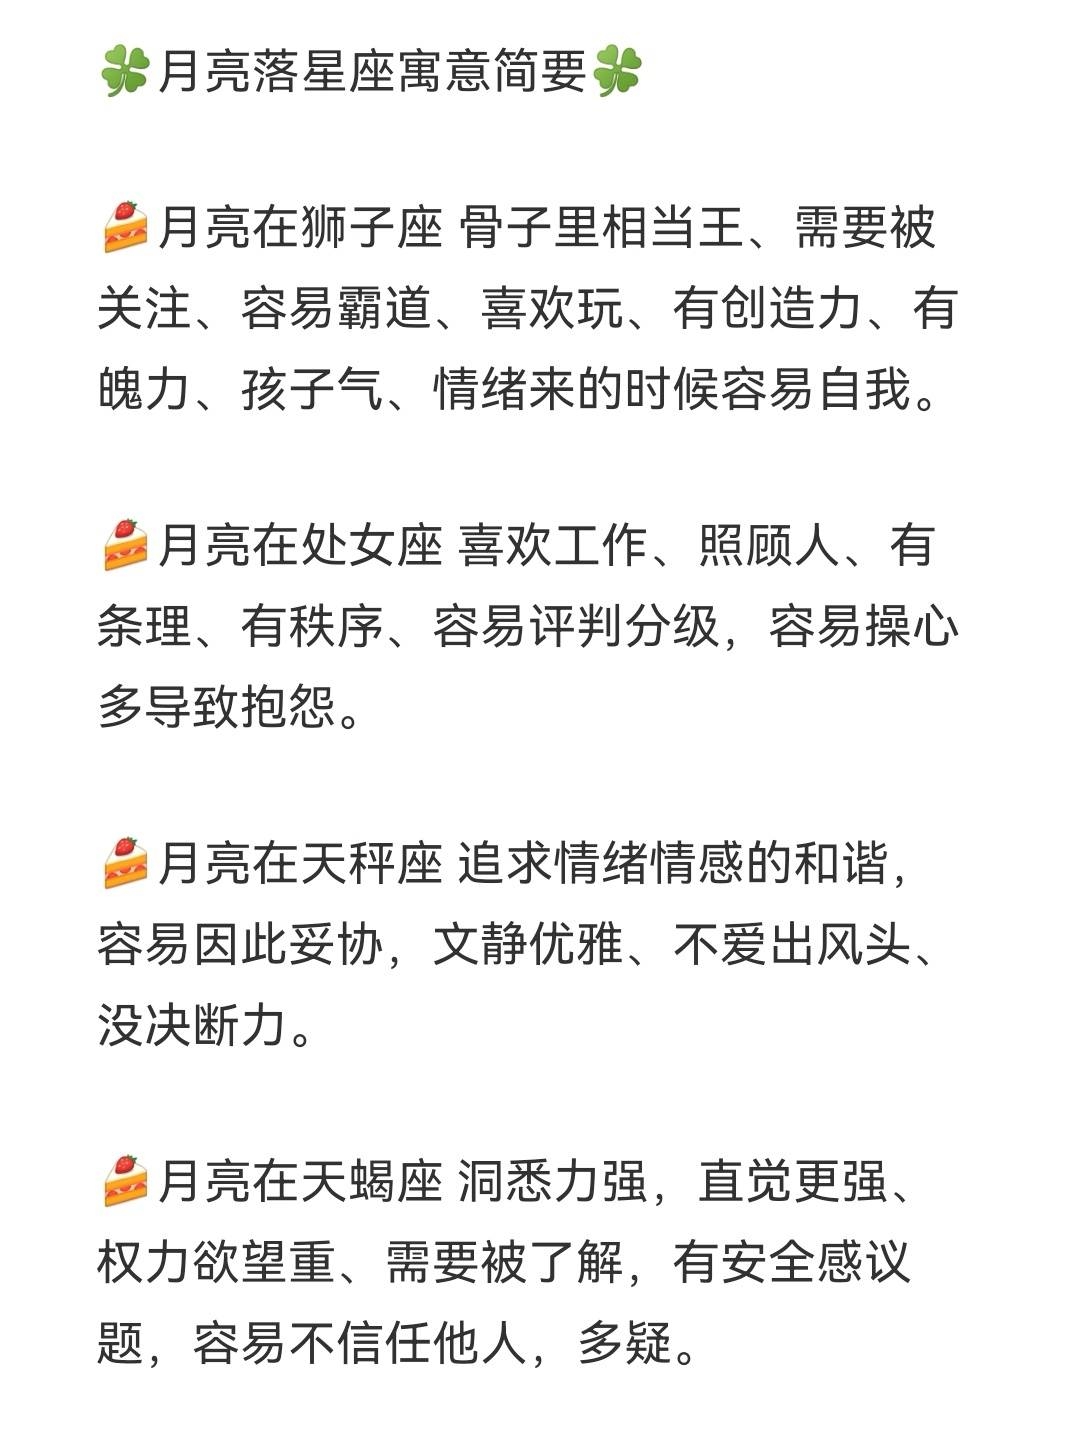 🍀月亮落星座寓意简要🍀
🍰月亮在狮子座 骨子里相当王、需要被
关注、容易霸道、喜欢玩、有创造力、有
魄力、孩子气、情绪来的时候容易自我。
🍰月亮在处女座 喜欢工作、照顾人、有
条理、有秩序、容易评判分级，容易操心
多导致抱怨。
🍰月亮在天秤座 追求情绪情感的和谐，
容易因此妥协，文静优雅、不爱出风头、
没决断力。
🍰月亮在天蝎座 洞悉力强，直觉更强、
权力欲望重、需要被了解，有安全感议
题，容易不信任他人，多疑。